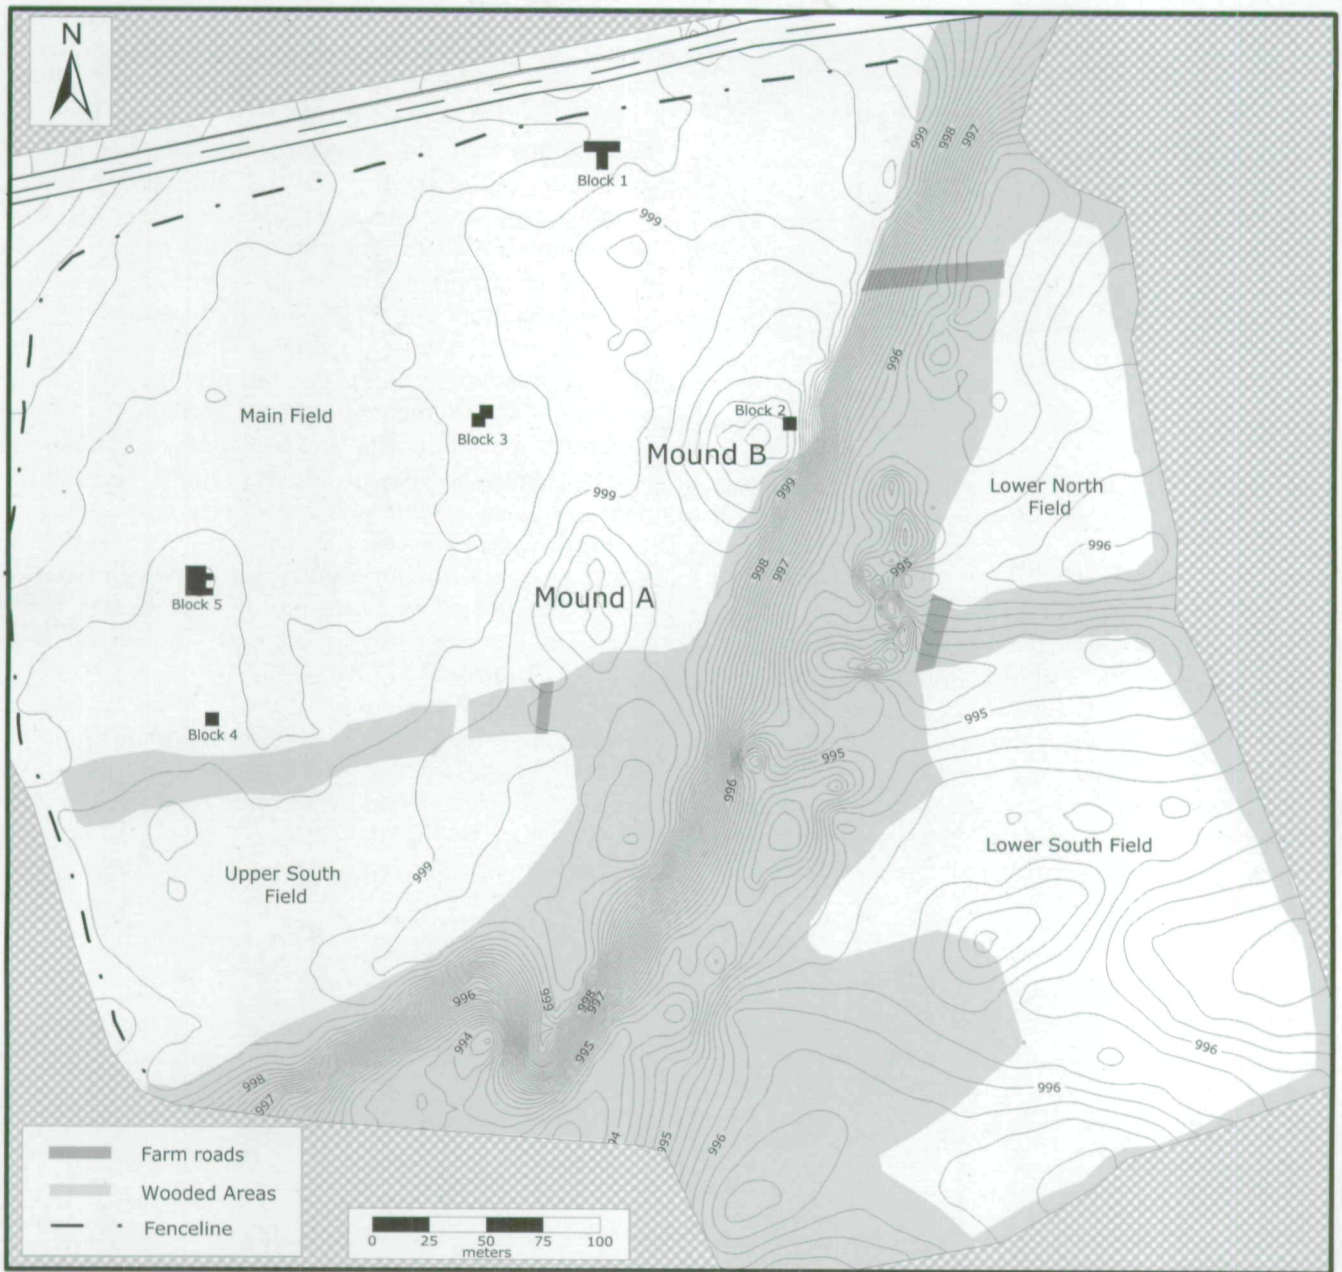 N
999
998
997
Block 1
999
996
Main Field
Block 2
Block 3
Mound B
Lower North
Field
999
999
996
998
997
995
Block 5
Mound A
995
Block 4
995
996
Lower South Field
Upper South
Field
999
996
999
998
997
994
995
996
996
998
997
94
995
996
Farm roads
Wooded Areas
Fenceline
0 25 50 75 100
meters